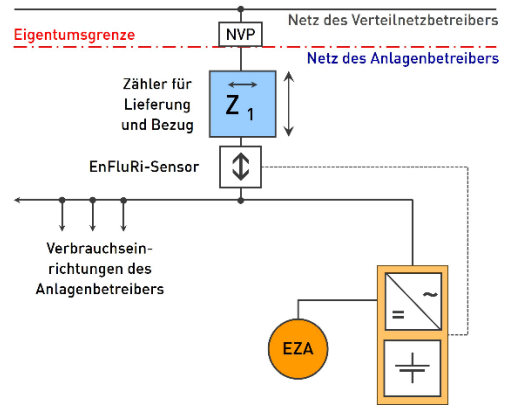 Netz des Verteilnetzbetreibers
Eigentumsgrenze
NVP
Netz des Anlagenbetreibers
Zähler für
Lieferung
und Bezug
Z 1
EnFluRi-Sensor
Verbrauchsein-
richtungen des
Anlagenbetreibers
EZA